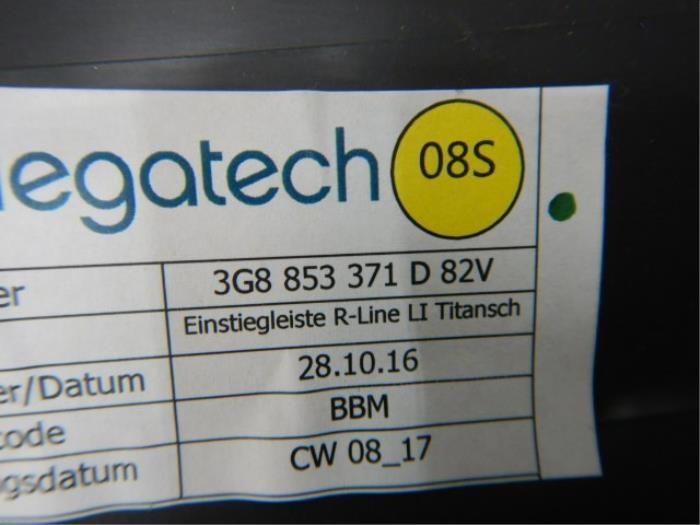 egatech 08S
er 3G8 853 371 D 82V
Einstiegleiste R-Line LI Titansch
er/Datum 28.10.16
code BBM
gsdatum CW 08_17